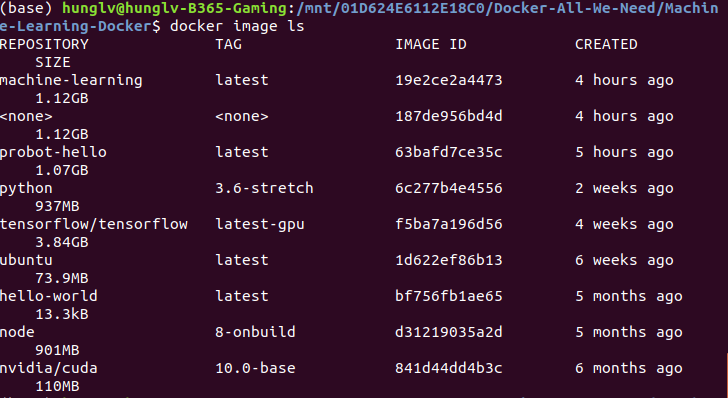 (base) hunglv@hunglv-B365-Gaming:/mnt/01D624E6112E18C0/Docker-All-We-Need/Machin
e-Learning-Docker$ docker image ls
REPOSITORY TAG IMAGE ID CREATED
SIZE
machine-learning latest 19e2ce2a4473 4 hours ago
1.12GB
<none> <none> 187de956bd4d 4 hours ago
1.12GB
probot-hello latest 63bafd7ce35c 5 hours ago
1.07GB
python 3.6-stretch 6c277b4e4556 2 weeks ago
937MB
tensorflow/tensorflow latest-gpu f5ba7a196d56 4 weeks ago
3.84GB
ubuntu latest 1d622ef86b13 6 weeks ago
73.9MB
hello-world latest bf756fb1ae65 5 months ago
13.3kB
node 8-onbuild d31219035a2d 5 months ago
901MB
nvidia/cuda 10.0-base 841d44dd4b3c 6 months ago
110MB